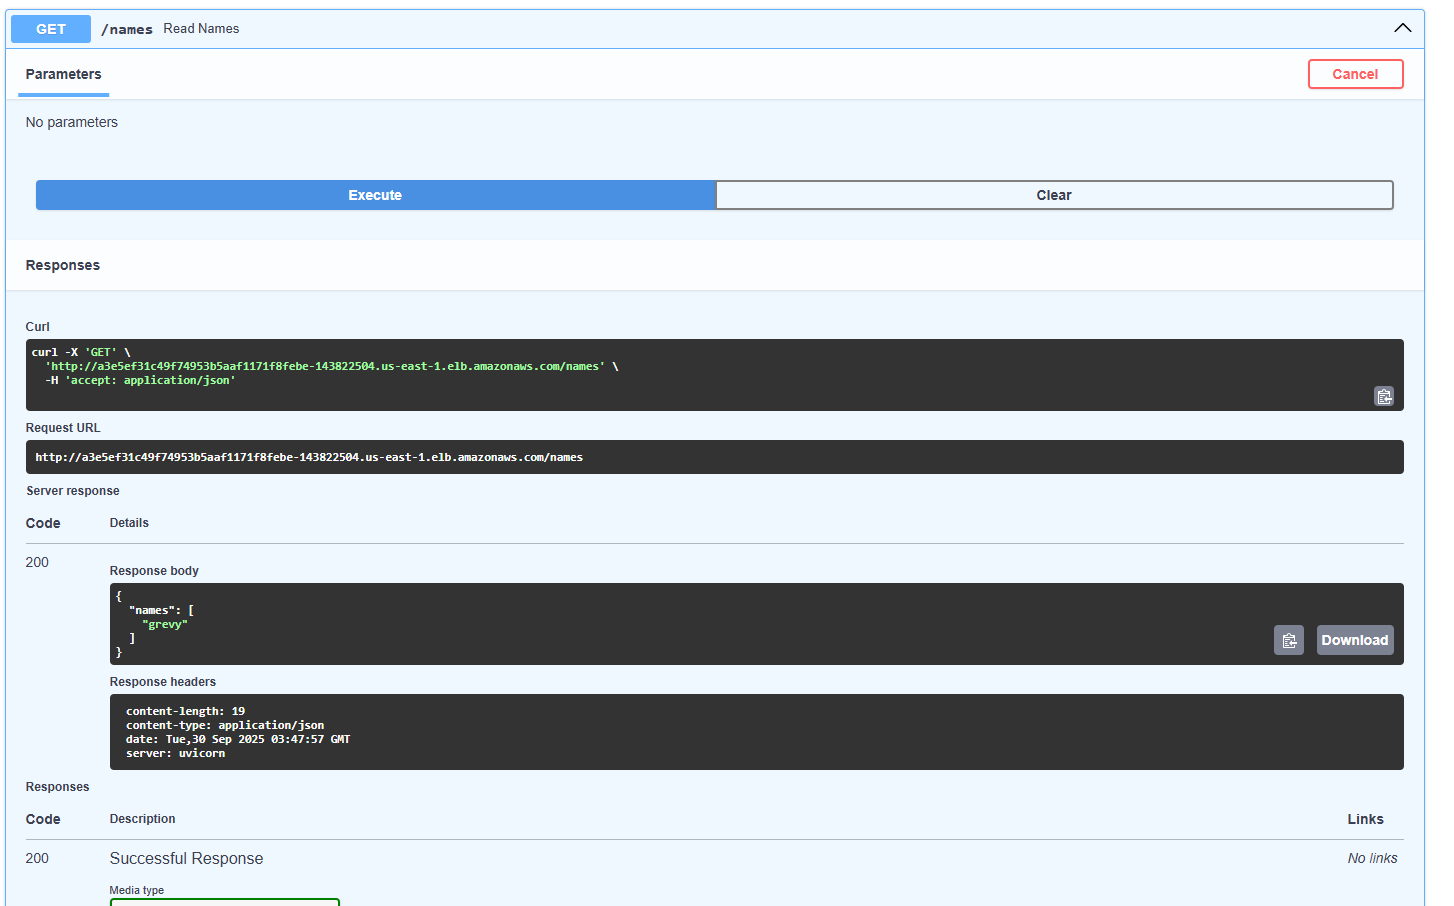 GET /names Read Names
Parameters
Cancel
No parameters
Execute
Clear
Responses
Curl
curl -X 'GET' \
'http://a3e5ef31c49f74953b5aaf1171f8febe-143822504.us-east-1.elb.amazonaws.com/names' \
-H 'accept: application/json'
Request URL
http://a3e5ef31c49f74953b5aaf1171f8febe-143822504.us-east-1.elb.amazonaws.com/names
Server response
Code Details
200
Response body
{
"names": [
"grevy"
]
}
Download
Response headers
content-length: 19
content-type: application/json
date: Tue,30 Sep 2025 03:47:57 GMT
server: uvicorn
Responses
Code Description Links
200 Successful Response No links
Media type